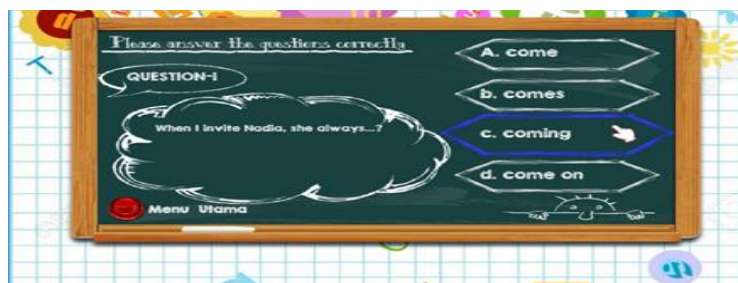 Please answer the questions correctly
QUESTION-1
When I invite Nadia, she always...?
A. come
b. comes
c. coming
d. come on
Menu Utama